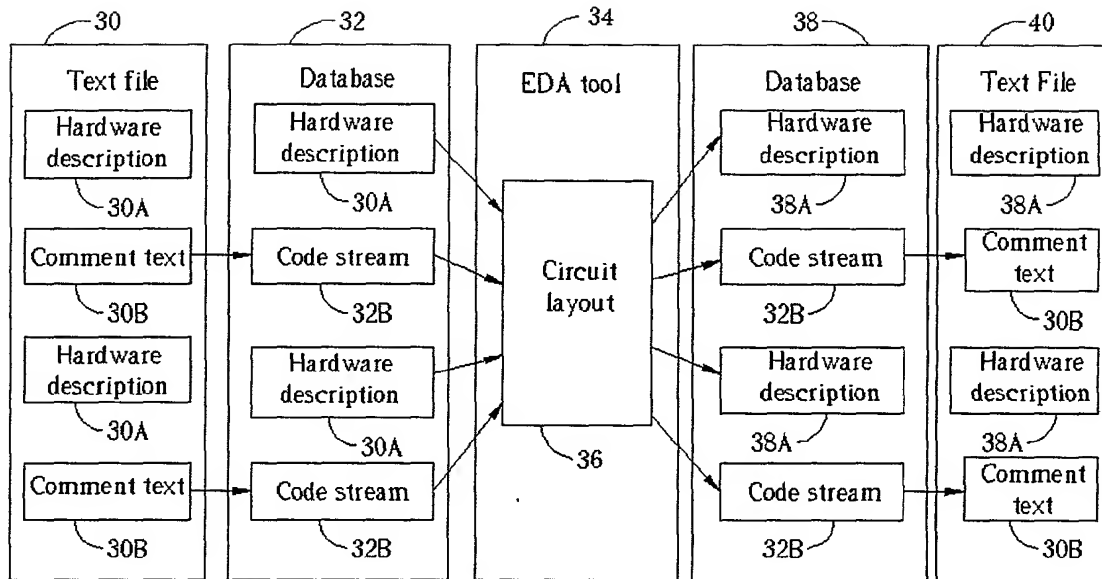 30
Text file
Hardware
description
30A
Comment text
30B
Hardware
description
30A
Comment text
30B
32
Database
Hardware
description
30A
Code stream
32B
Hardware
description
30A
Code stream
32B
34
EDA tool
Circuit
layout
36
38
Database
Hardware
description
38A
Code stream
32B
Hardware
description
38A
Code stream
32B
40
Text File
Hardware
description
38A
Comment
text
30B
Hardware
description
38A
Comment
text
30B